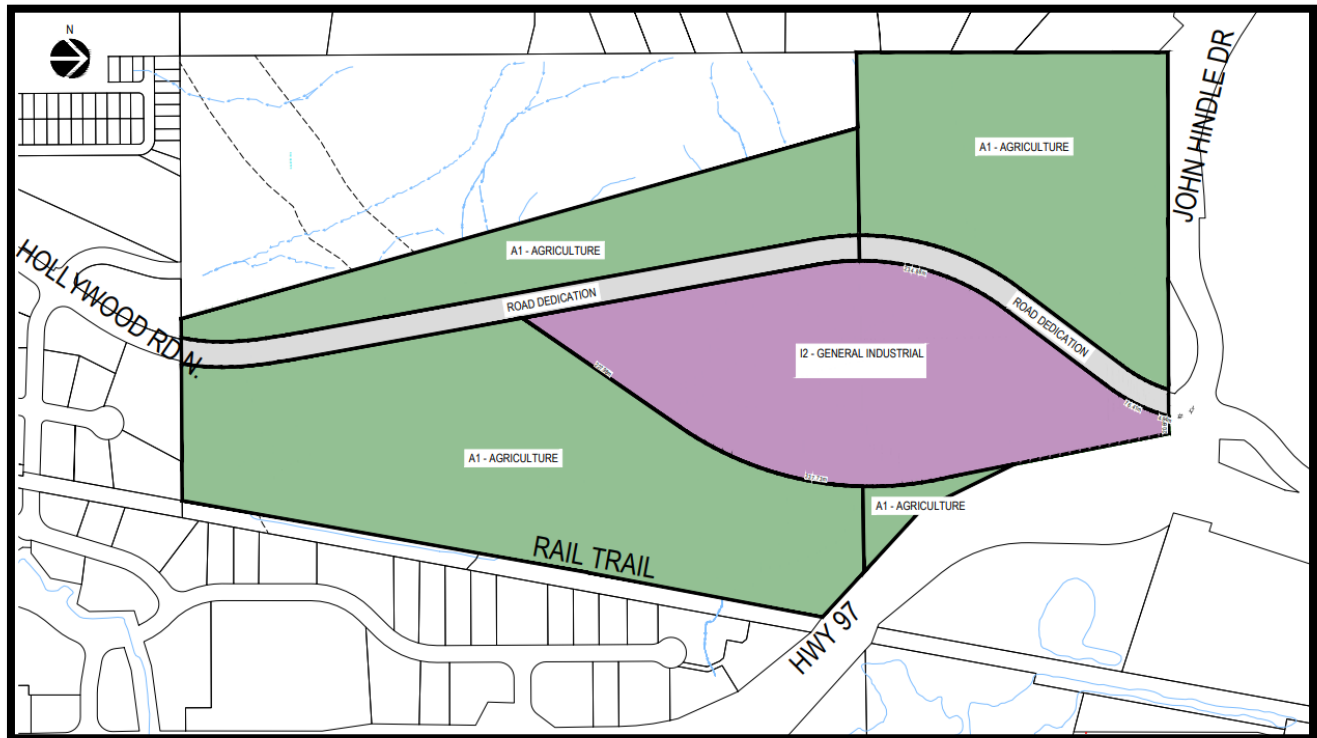 N
JOHN HINDLE DR
A1 - AGRICULTURE
A1 - AGRICULTURE
HOLLYWOOD RD N.
ROAD DEDICATION
ROAD DEDICATION
I2 - GENERAL INDUSTRIAL
A1 - AGRICULTURE
A1 - AGRICULTURE
RAIL TRAIL
HWY 97